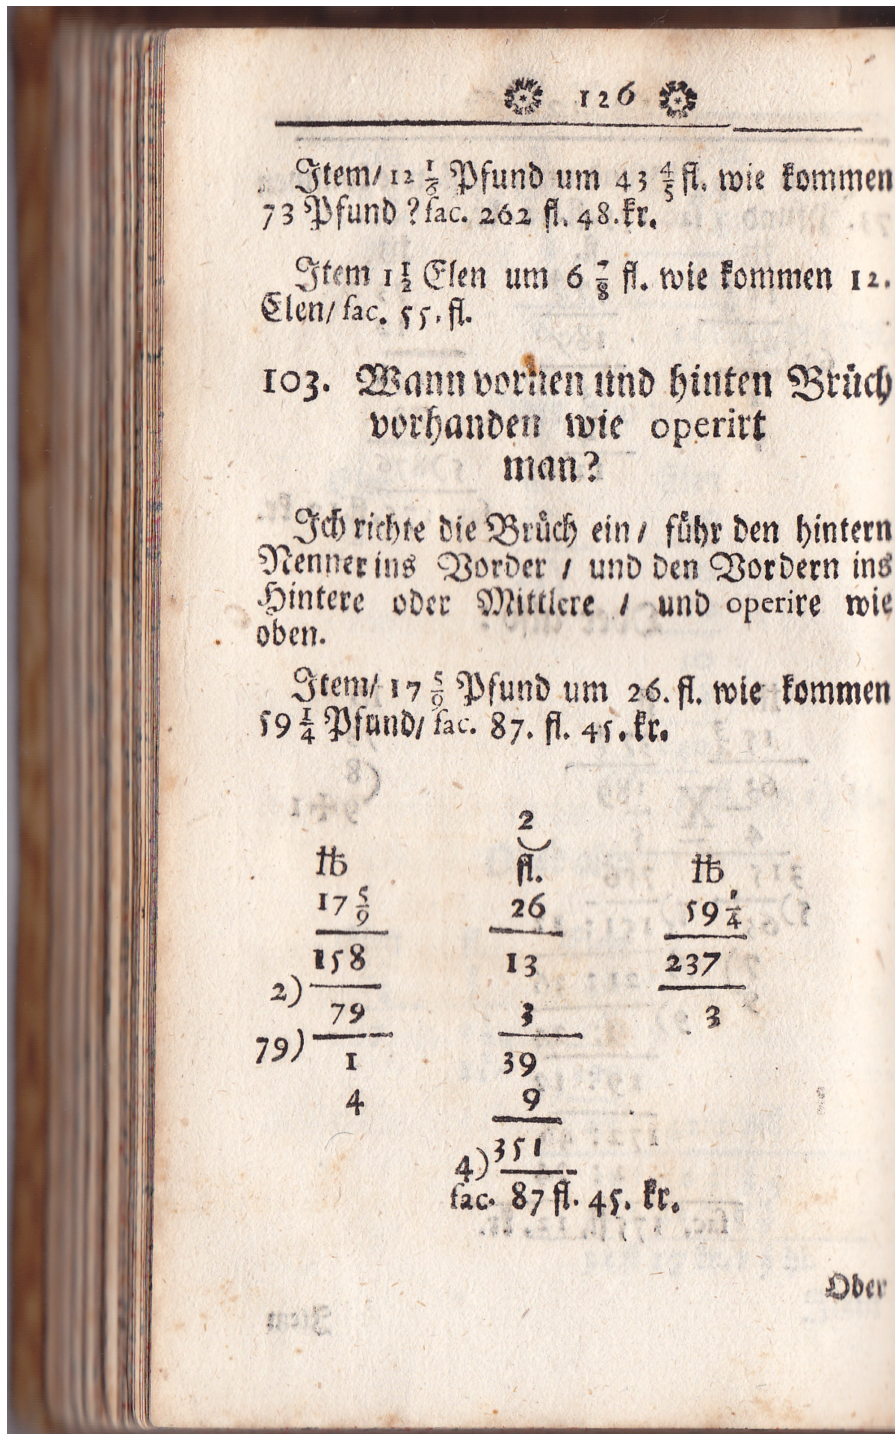 126
Item/ 12 1/6 Pfund um 43 4/5 fl. wie kommen
73 Pfund ? fac. 262 fl. 48. kr.
Item 1 1/2 Elen um 6 7/8 fl. wie kommen 12.
Elen/ fac. 55. fl.
103. Wann vornen und hinten Brüch
vorhanden wie operirt
man?
Ich richte die Brüch ein / führ den hintern
Nenner ins Vorder / und den Vordern ins
Hintere oder Mittlere / und operire wie
oben.
Item/ 17 5/9 Pfund um 26. fl. wie kommen
59 1/4 Pfund/ fac. 87. fl. 45. kr.
2
℔ fl. ℔
17 5/9 26 59 1/4
158 13 237
2) 79 3 3
79) 1 39
4 9
351
4)
fac. 87 fl. 45. kr.
Ober